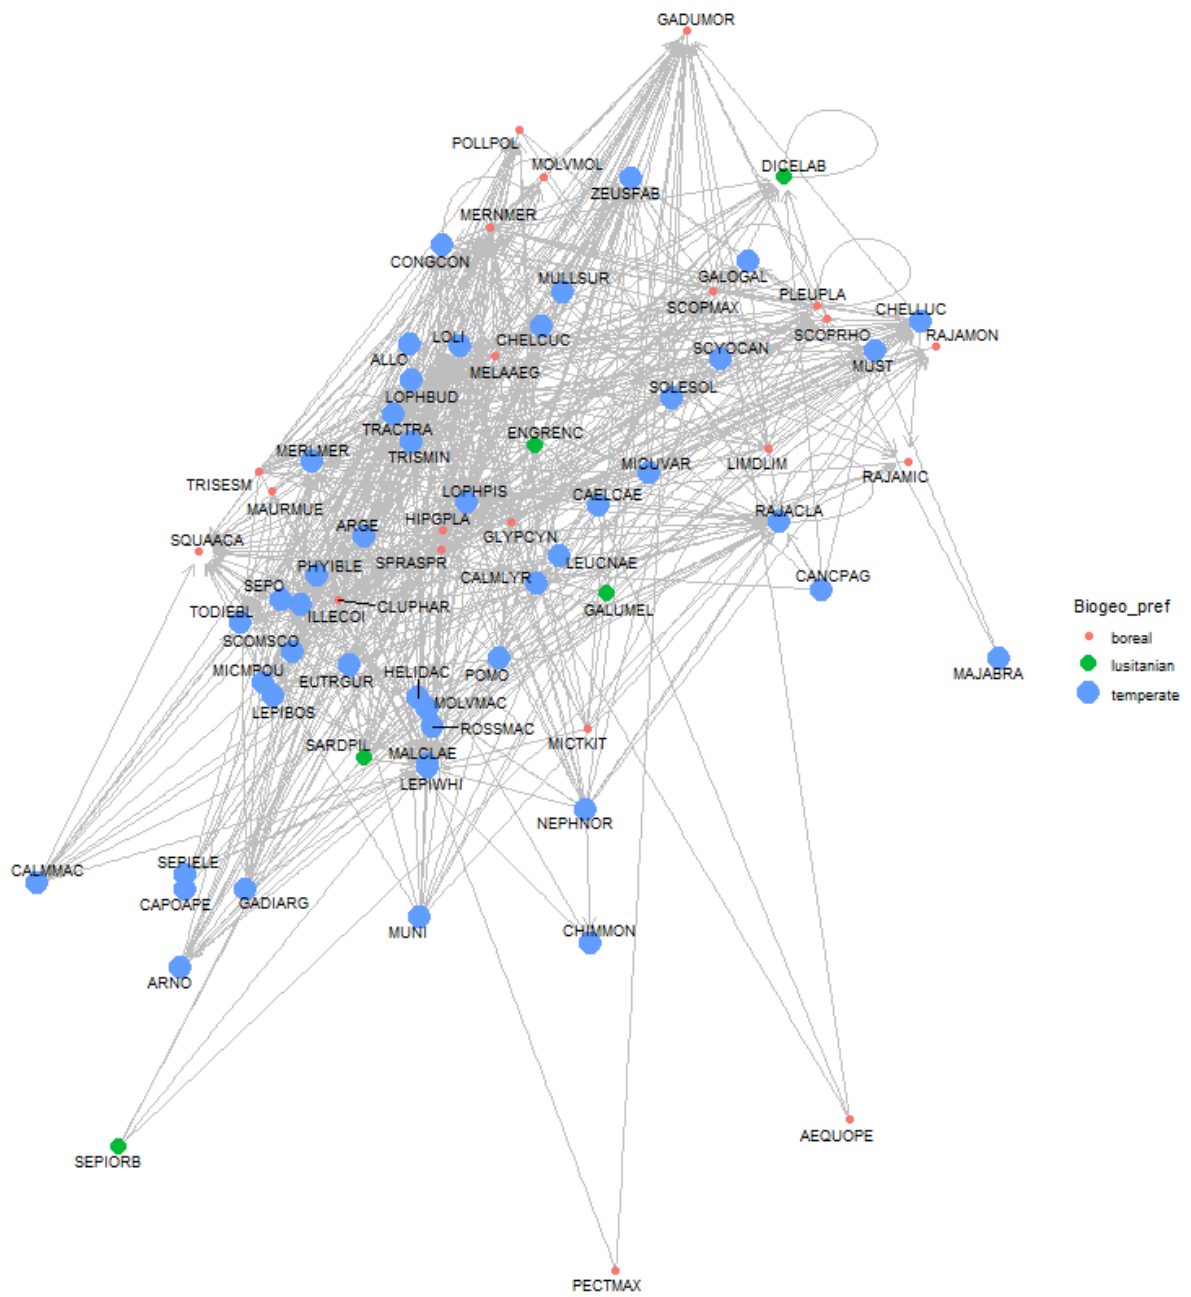 GADUMOR
POLLPOL
MOLVMOL
DICELAB
ZEUSFAB
MERNMER
CONGCON
MULLSUR
GALOGAL
PLEUPLA
SCOPMAX
CHELLUC
LOLI
CHELCUC
SCOPRHO
RAJAMON
ALLO
MELAAEG
SCYOCAN
MUST
LOPHBUD
SOLESOL
TRACTRA
ENGRENC
MERLMER
TRISMIN
MICUVAR
LIMDLIM
RAJAMIC
TRISESM
LOPHPIS
CAELCAE
MAURMUE
RAJACLA
ARGE
HIPGPLA
GLYPCYN
SQUAACA
PHYIBLE
SPRASPR
LEUCNAE
CALMLYR
CANCPAG
SEPO
CLUPHAR
GALUMEL
TODIEBL
ILLECOI
Biogeo_pref
boreal
lusitanian
temperate
SCOMSCO
MICMPOU
EUTRGUR
HELIDAC
POMO
MAJABRA
LEPIBOS
MOLVMAC
ROSSMAC
SARDPIL
MALCLAE
MICTKIT
LEPIWHI
NEPHNOR
CALMMAC
SEPIELE
CAPOAPE
GADIARG
MUNI
CHIMMON
ARNO
AEQUOPE
SEPIORB
PECTMAX